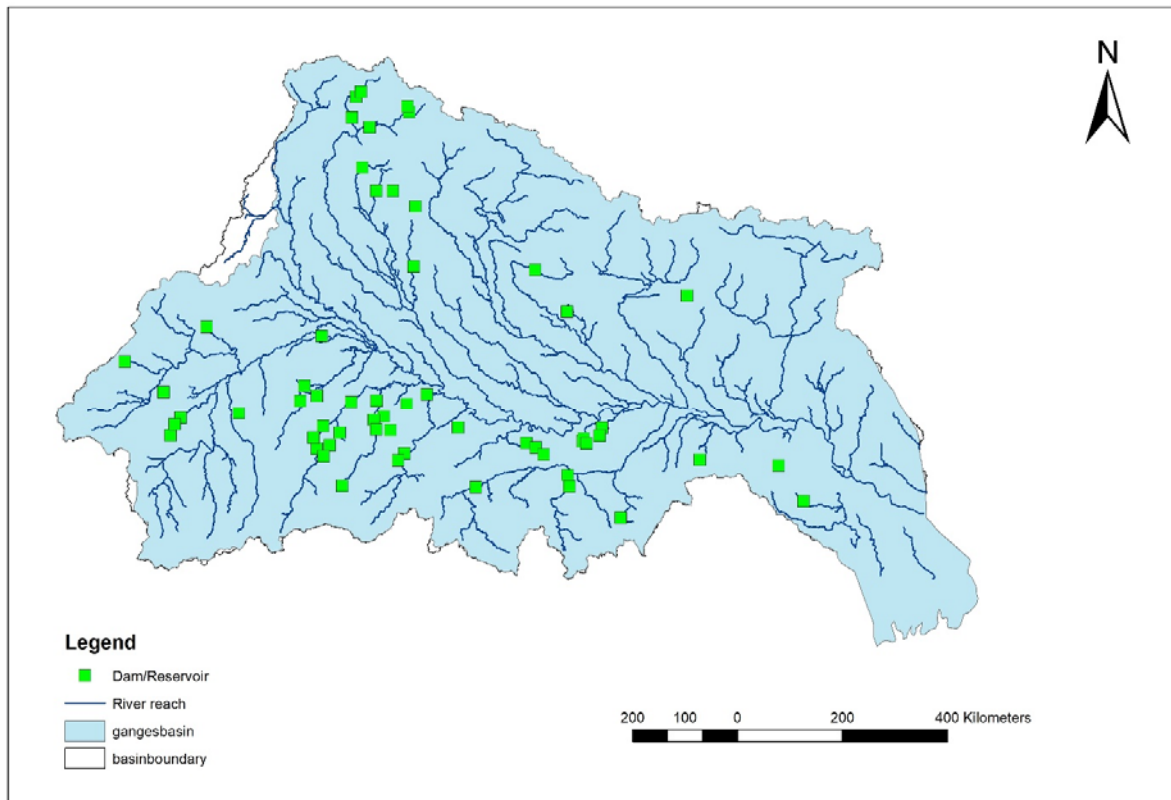 N
Legend
Dam/Reservoir
River reach
gangesbasin
basinboundary
200 100 0 200 400 Kilometers